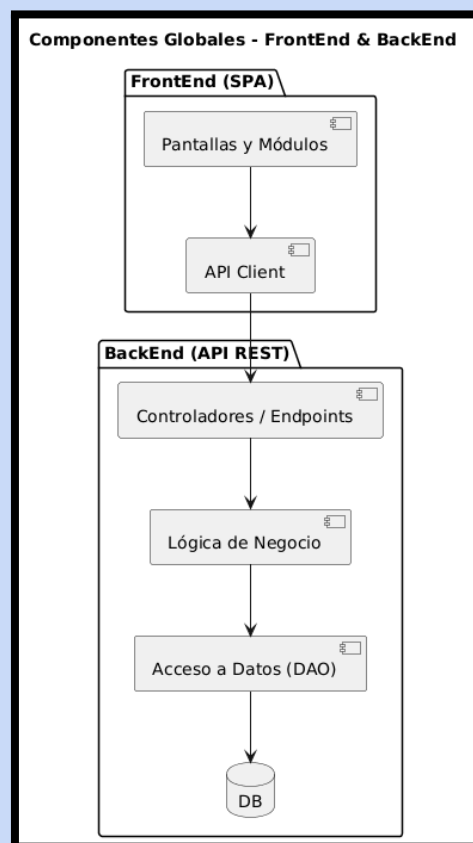 Componentes Globales - FrontEnd & BackEnd
FrontEnd (SPA)
Pantallas y Módulos
API Client
BackEnd (API REST)
Controladores / Endpoints
Lógica de Negocio
Acceso a Datos (DAO)
DB